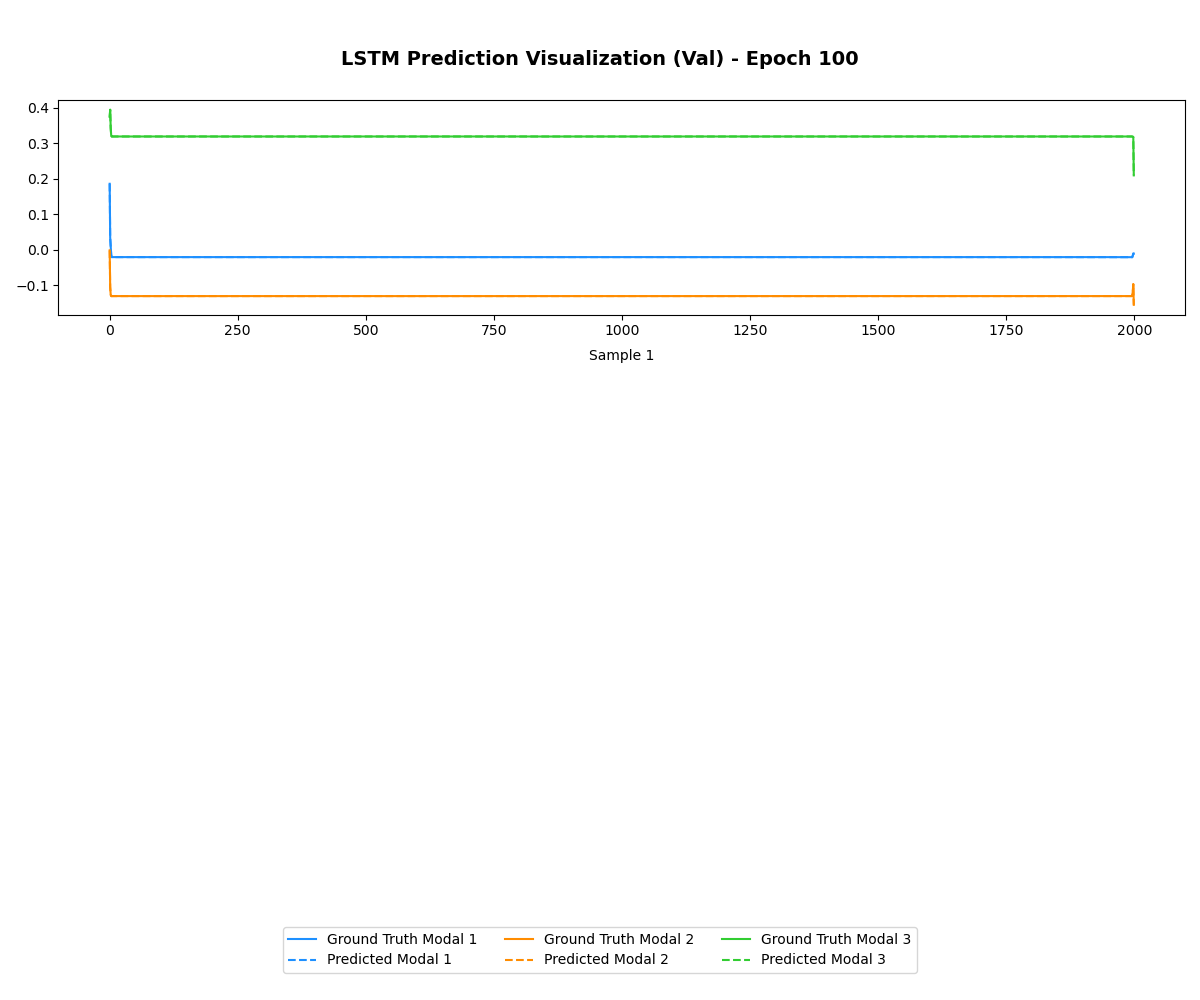 LSTM Prediction Visualization (Val) - Epoch 100
0.4
0.3
0.2
0.1
0.0
−0.1
0 250 500 750 1000 1250 1500 1750 2000
Sample 1
Ground Truth Modal 1 Ground Truth Modal 2 Ground Truth Modal 3
Predicted Modal 1 Predicted Modal 2 Predicted Modal 3